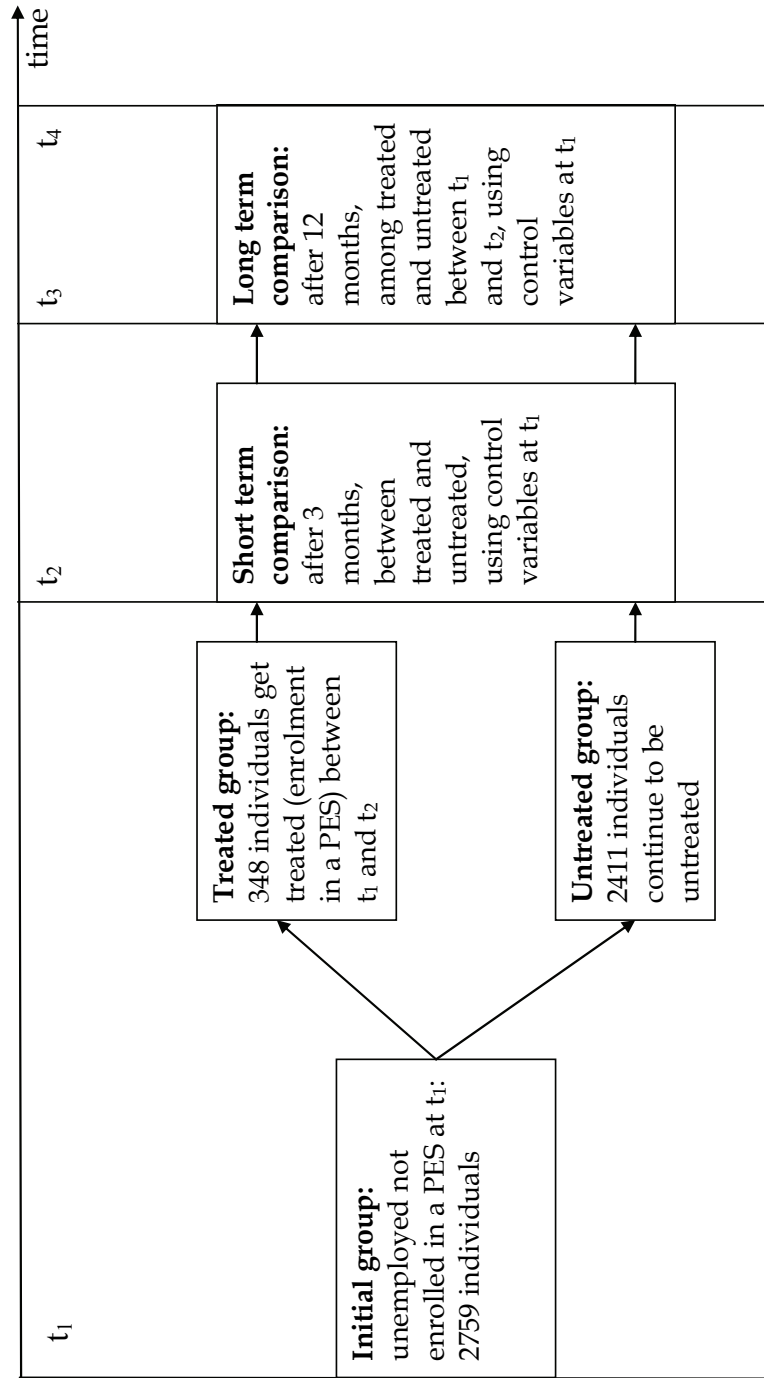 t₁
t₂
t₃
t₄
time
Initial group:
unemployed not
enrolled in a PES at t₁:
2759 individuals
Treated group:
348 individuals get
treated (enrolment
in a PES) between
t₁ and t₂
Untreated group:
2411 individuals
continue to be
untreated
Short term
comparison:
after 3
months,
between
treated and
untreated,
using control
variables at t₁
Long term
comparison:
after 12
months,
among treated
and untreated
between t₁
and t₂, using
control
variables at t₁